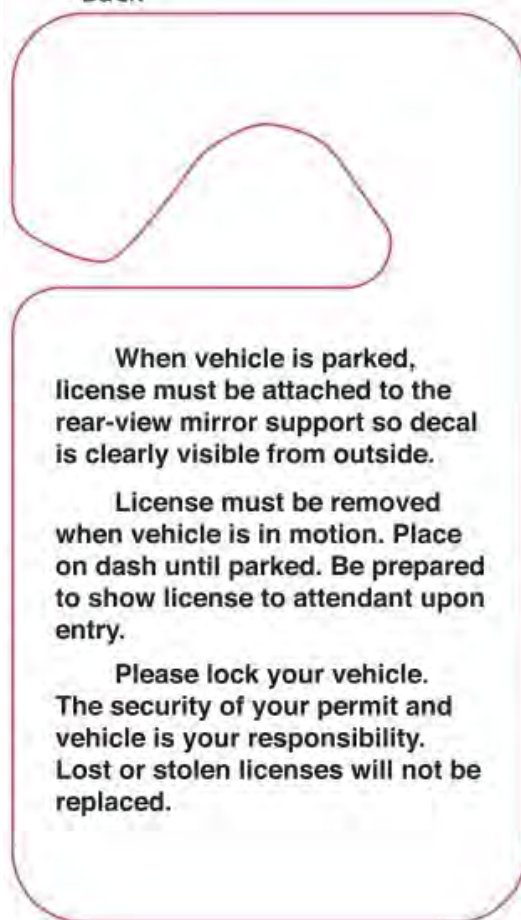 Back
When vehicle is parked,
license must be attached to the
rear-view mirror support so decal
is clearly visible from outside.
License must be removed
when vehicle is in motion. Place
on dash until parked. Be prepared
to show license to attendant upon
entry.
Please lock your vehicle.
The security of your permit and
vehicle is your responsibility.
Lost or stolen licenses will not be
replaced.